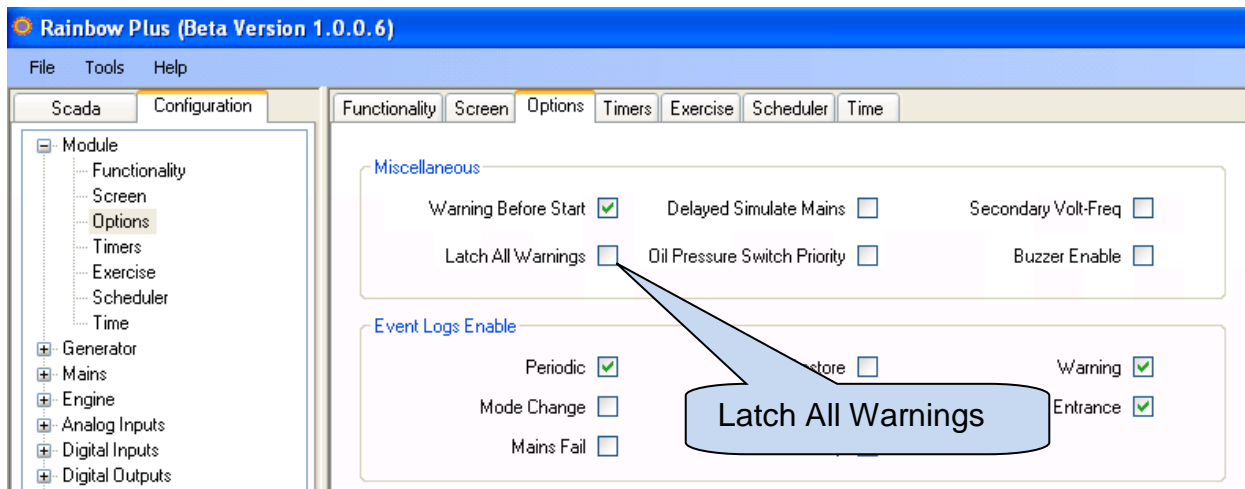 Rainbow Plus (Beta Version 1.0.0.6)
File Tools Help
Scada Configuration
Module
Functionality
Screen
Options
Timers
Exercise
Scheduler
Time
Generator
Mains
Engine
Analog Inputs
Digital Inputs
Digital Outputs
Functionality Screen Options Timers Exercise Scheduler Time
Miscellaneous
Warning Before Start Delayed Simulate Mains Secondary Volt-Freq
Latch All Warnings Oil Pressure Switch Priority Buzzer Enable
Event Logs Enable
Periodic Warning
Mode Change Entrance
Mains Fail
Latch All Warnings